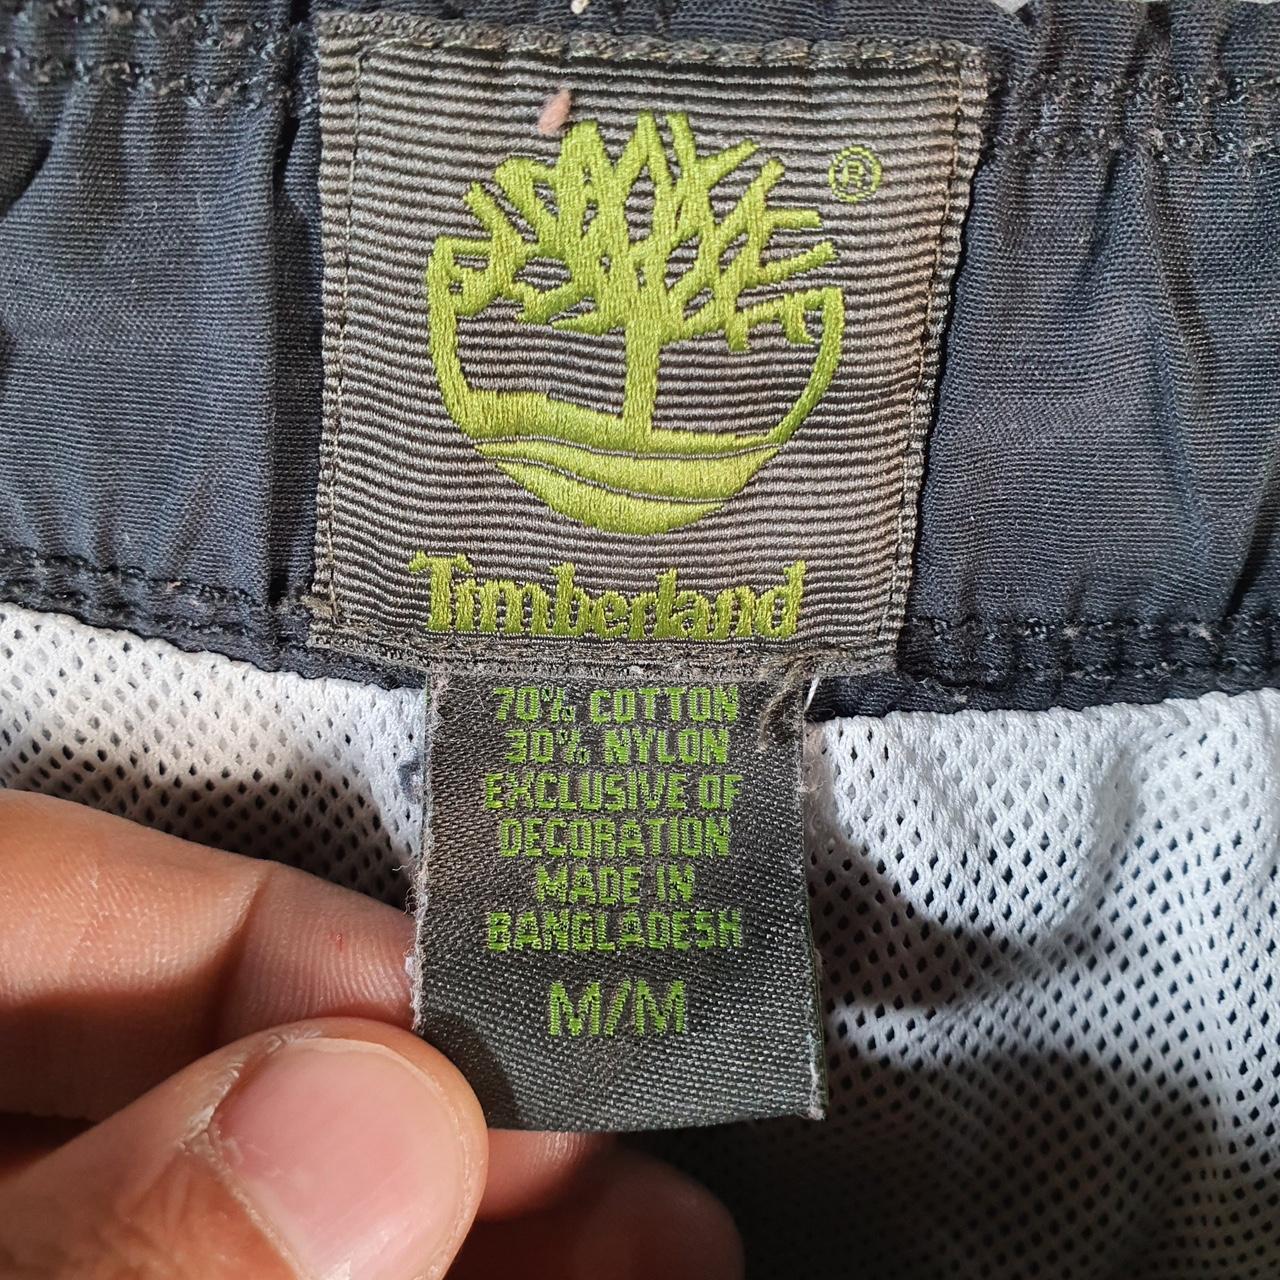 ®
Timberland
70% COTTON
30% NYLON
EXCLUSIVE OF
DECORATION
MADE IN
BANGLADESH
M/M